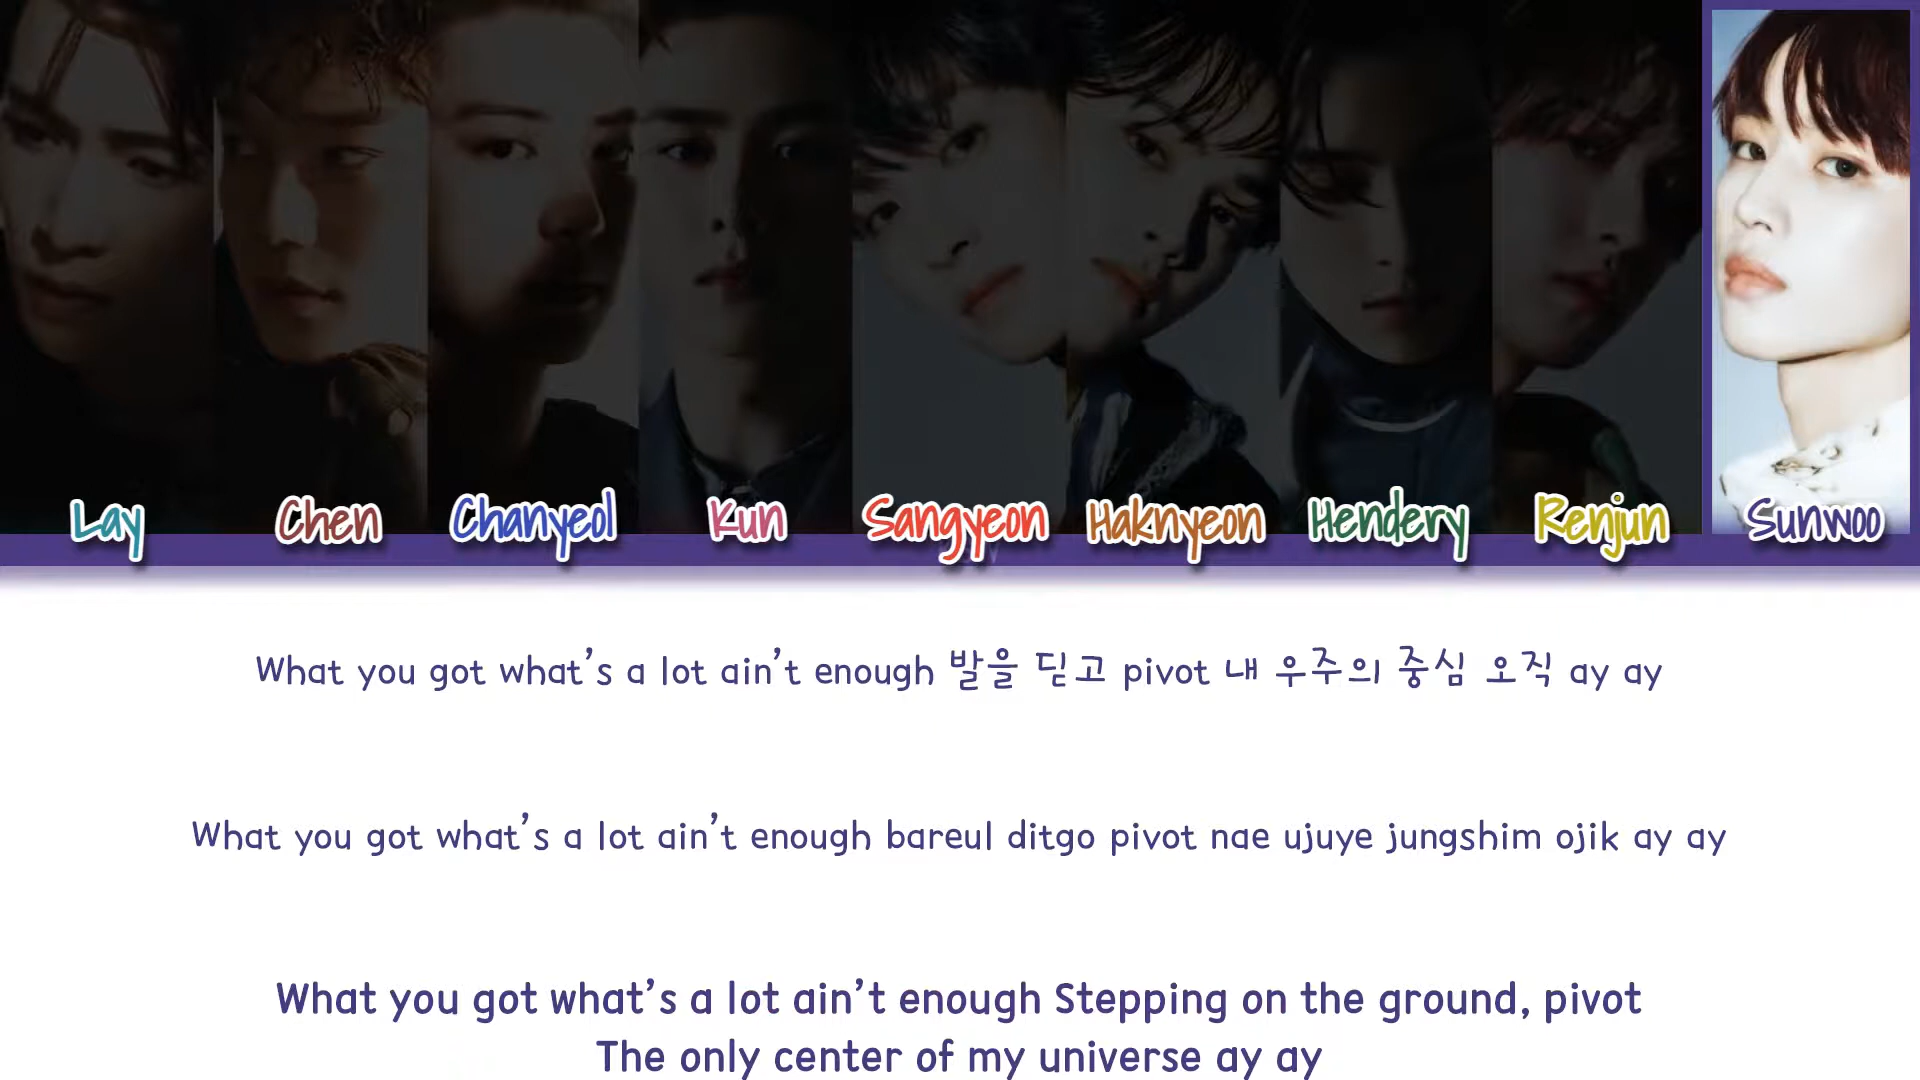 Lay Chen Chanyeol Kun Sangyeon Haknyeon Hendery Renjun Sunwoo
What you got what's a lot ain't enough 발을 딛고 pivot 내 우주의 중심 오직 ay ay
What you got what's a lot ain't enough bareul ditgo pivot nae ujuye jungshim ojik ay ay
What you got what's a lot ain't enough Stepping on the ground, pivot
The only center of my universe ay ay